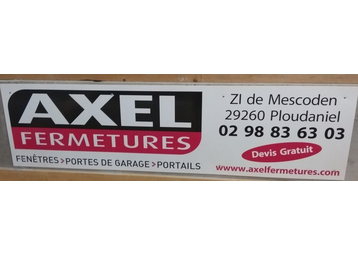 AXEL
FERMETURES
FENÊTRES>PORTES DE GARAGE>PORTAILS
ZI de Mescoden
29260 Ploudaniel
02 98 83 63 03
Devis Gratuit
www.axelfermetures.com